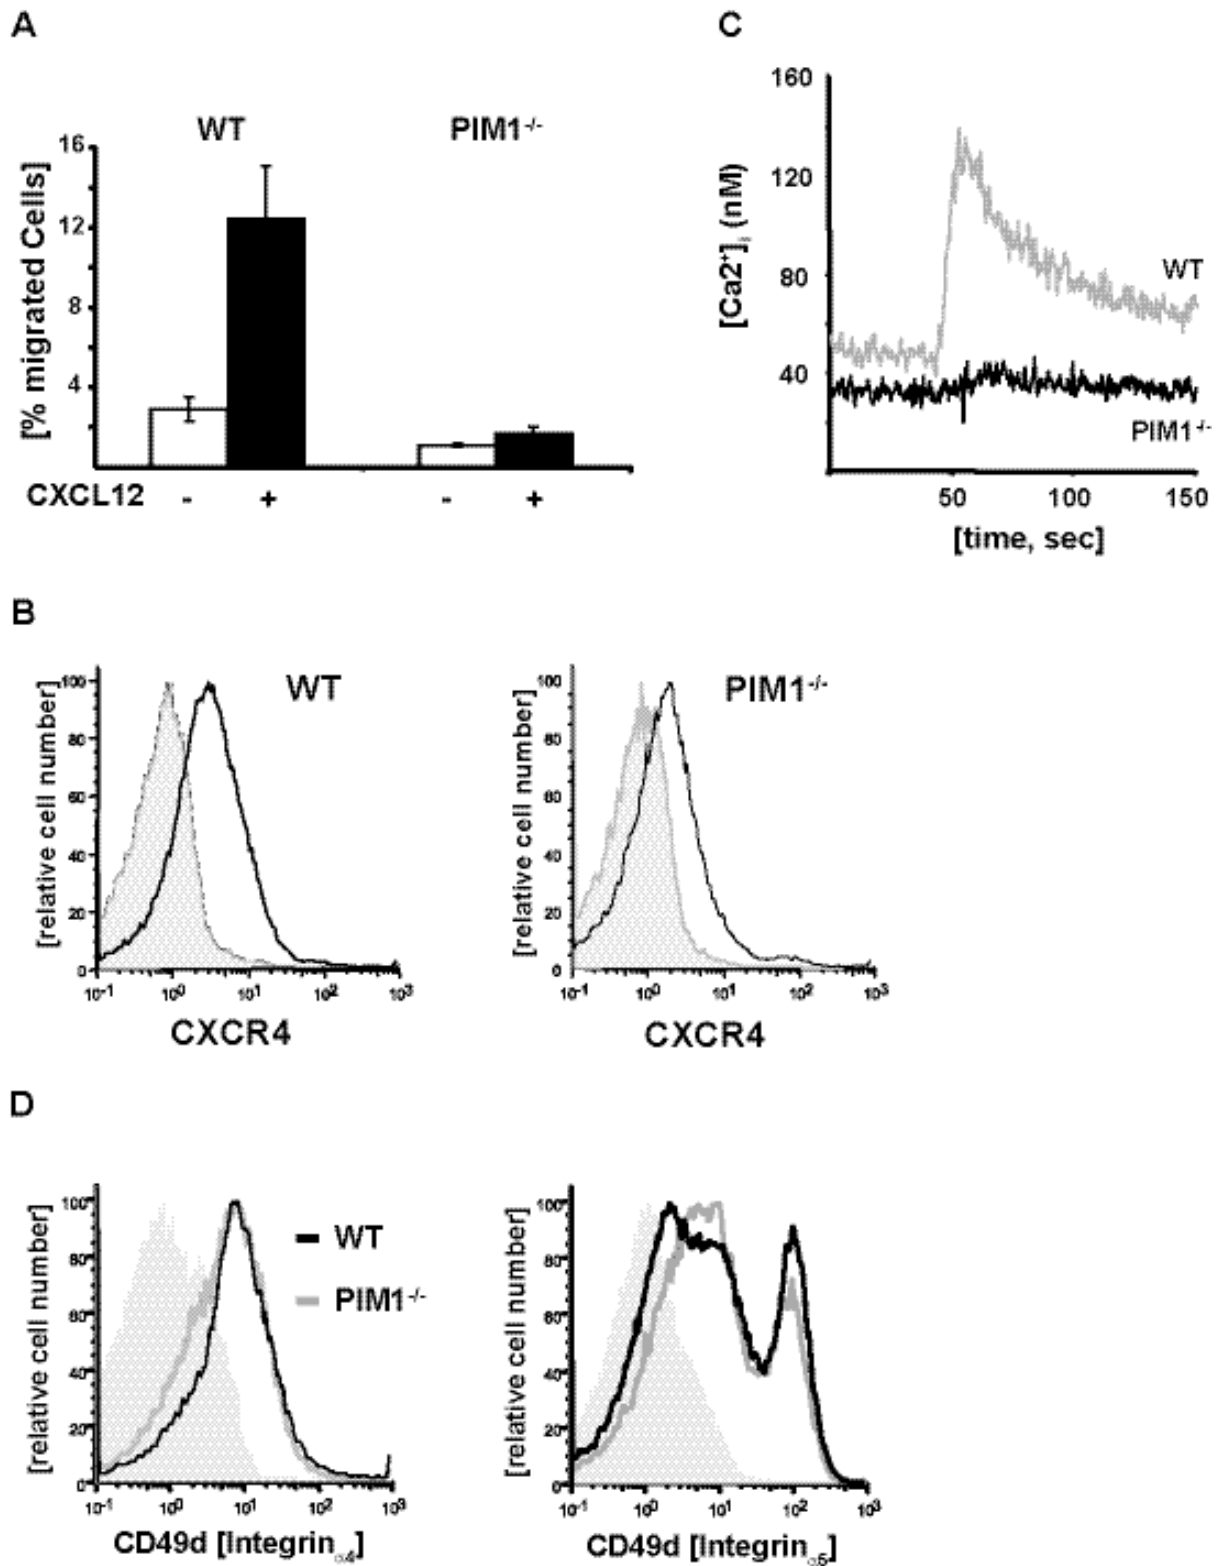 A
WT
PIM1-/-
[% migrated Cells]
16
12
8
4
CXCL12 - + - +
C
160
120
80
40
[Ca2+]i (nM)
WT
PIM1-/-
50 100 150
[time, sec]
B
WT
[relative cell number]
100
80
60
40
20
0
10-1 100 101 102 103
CXCR4
PIM1-/-
[relative cell number]
100
80
60
40
20
0
10-1 100 101 102 103
CXCR4
D
[relative cell number]
100
80
60
40
20
0
WT
PIM1-/-
10-1 100 101 102 103
CD49d [Integrinα4]
[relative cell number]
100
80
60
40
20
0
10-1 100 101 102 103
CD49d [Integrinα5]